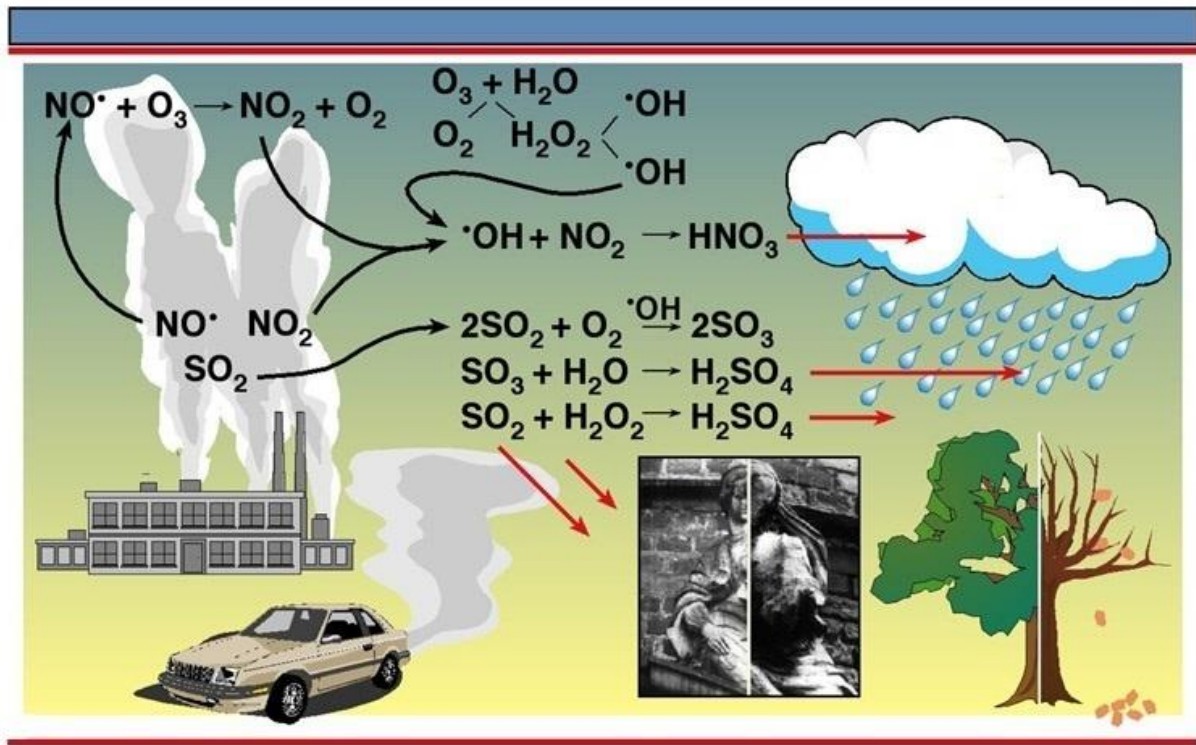 NO• + O₃ → NO₂ + O₂
O₃ + H₂O
O₂ H₂O₂
•OH
•OH
•OH + NO₂ → HNO₃
NO• NO₂
SO₂
2SO₂ + O₂ •OH → 2SO₃
SO₃ + H₂O → H₂SO₄
SO₂ + H₂O₂ → H₂SO₄